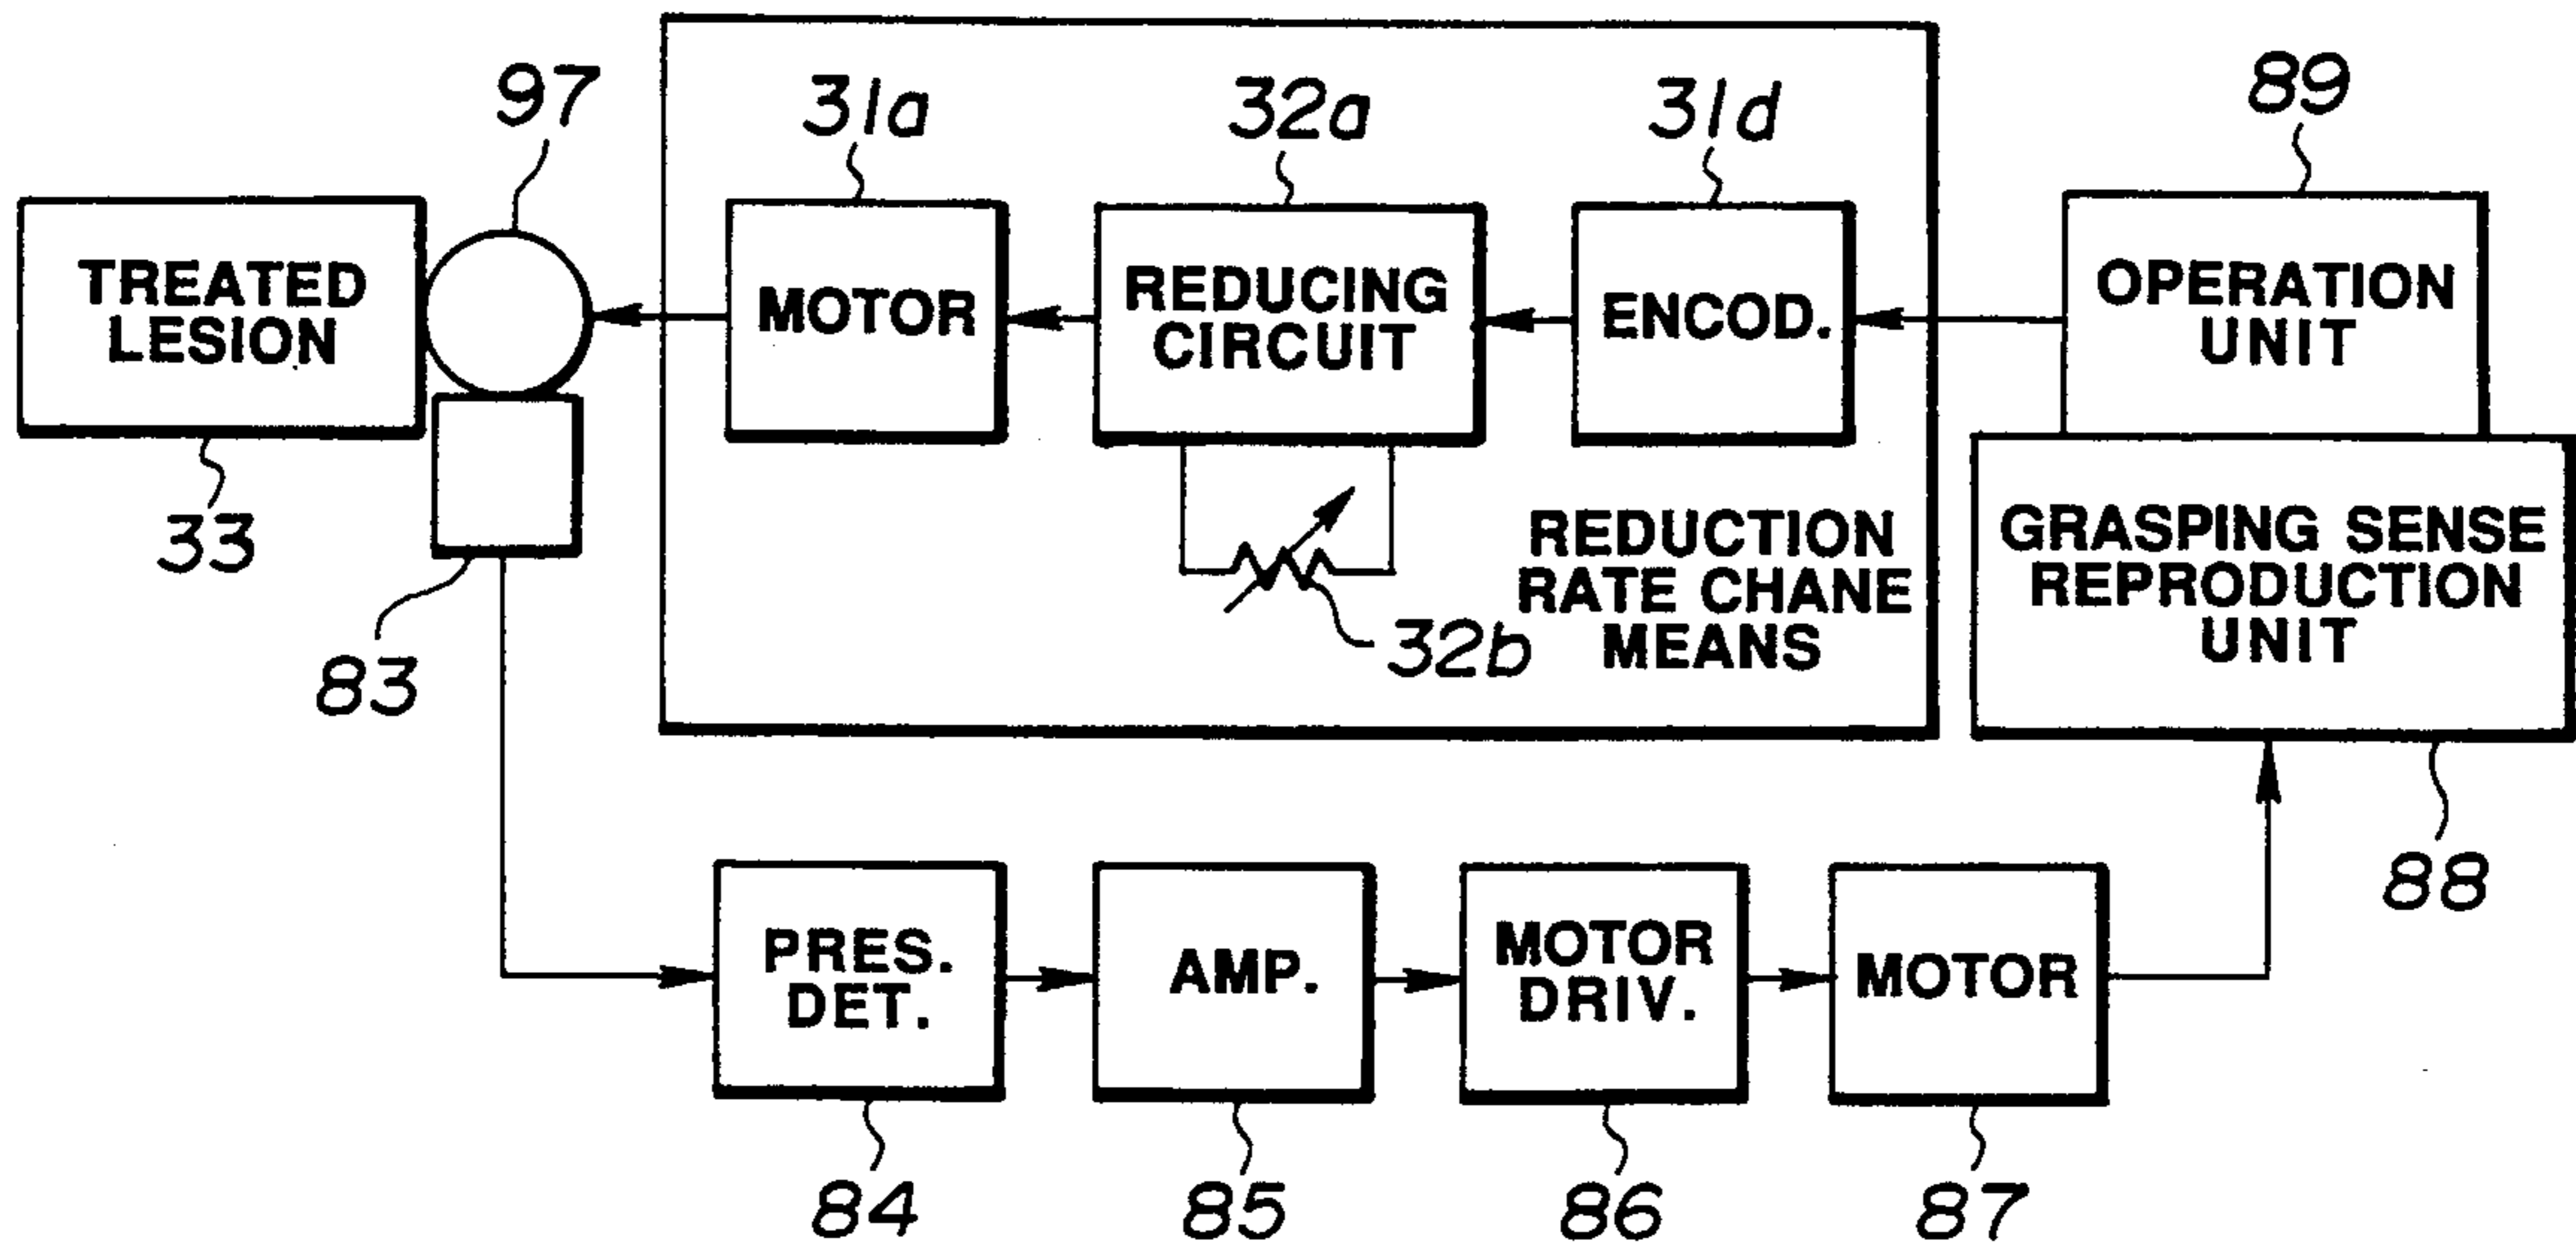 97
31a
32a
31d
89
TREATED
LESION
MOTOR
REDUCING
CIRCUIT
ENCOD.
OPERATION
UNIT
33
83
32b
REDUCTION
RATE CHANE
MEANS
GRASPING SENSE
REPRODUCTION
UNIT
88
PRES.
DET.
AMP.
MOTOR
DRIV.
MOTOR
84
85
86
87